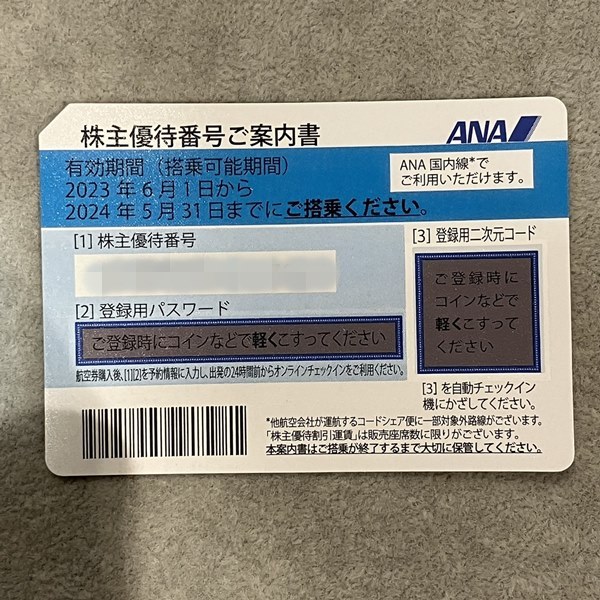 株主優待番号ご案内書
ANA
有効期間（搭乗可能期間）
2023 年 6 月 1 日から
2024 年 5 月 31 日までにご搭乗ください。
ANA 国内線*で
ご利用いただけます。
[1] 株主優待番号
[2] 登録用パスワード
ご登録時にコインなどで軽くこすってください
航空券購入後、[1][2]を予約情報に入力し、出発の24時間前からオンラインチェックインをご利用ください。
[3] 登録用二次元コード
ご登録時に
コインなどで
軽くこすって
ください
[3] を自動チェックイン
機にかざしてください。
*他航空会社が運航するコードシェア便に一部対象外路線がございます。
「株主優待割引運賃」は販売座席数に限りがございます。
本案内書はご搭乗が終了するまで大切に保管してください。